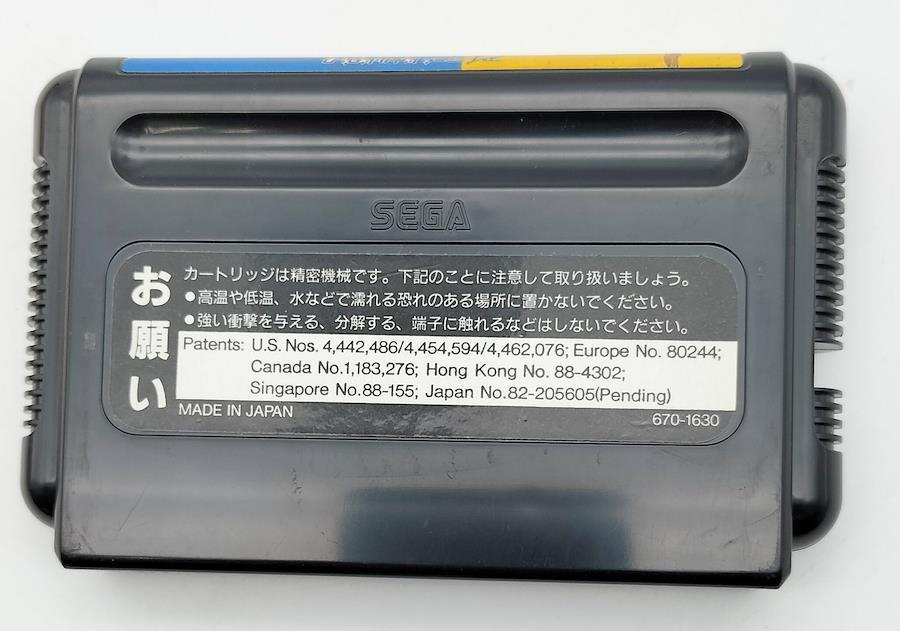 SEGA
お願い
カートリッジは精密機械です。下記のことに注意して取り扱いましょう。
●高温や低温、水などで濡れる恐れのある場所に置かないでください。
●強い衝撃を与える、分解する、端子に触れるなどはしないでください。
Patents: U.S. Nos. 4,442,486/4,454,594/4,462,076; Europe No. 80244;
Canada No.1,183,276; Hong Kong No. 88-4302;
Singapore No.88-155; Japan No.82-205605(Pending)
MADE IN JAPAN
670-1630